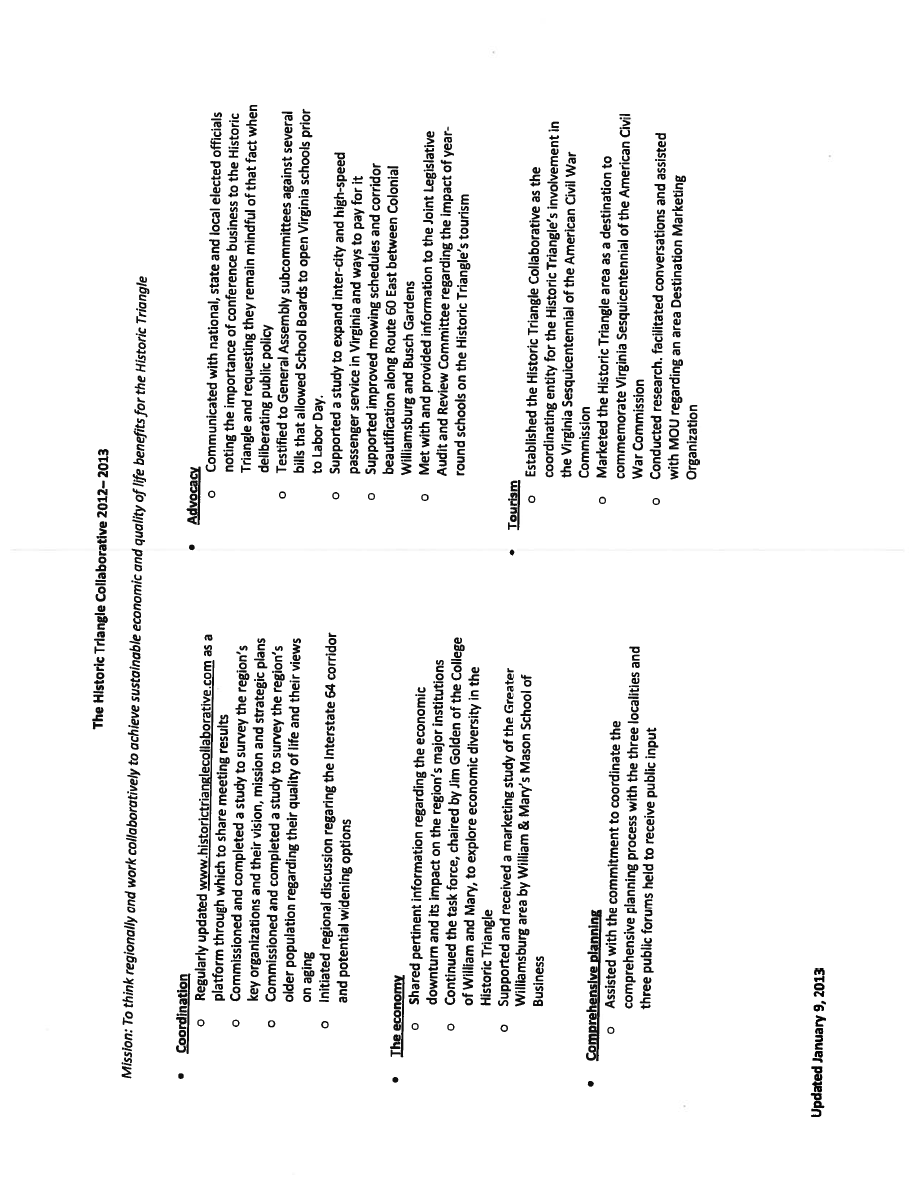 The Historic Triangle Collaborative 2012– 2013
Mission: To think regionally and work collaboratively to achieve sustainable economic and quality of life benefits for the Historic Triangle
• Coordination
o Regularly updated www.historictrianglecollaborative.com as a
platform through which to share meeting results
o Commissioned and completed a study to survey the region's
key organizations and their vision, mission and strategic plans
o Commissioned and completed a study to survey the region's
older population regarding their quality of life and their views
on aging
o Initiated regional discussion regaring the Interstate 64 corridor
and potential widening options
• The economy
o Shared pertinent information regarding the economic
downturn and its impact on the region's major institutions
o Continued the task force, chaired by Jim Golden of the College
of William and Mary, to explore economic diversity in the
Historic Triangle
o Supported and received a marketing study of the Greater
Williamsburg area by William & Mary's Mason School of
Business
• Comprehensive planning
o Assisted with the commitment to coordinate the
comprehensive planning process with the three localities and
three public forums held to receive public input
• Advocacy
o Communicated with national, state and local elected officials
noting the importance of conference business to the Historic
Triangle and requesting they remain mindful of that fact when
deliberating public policy
o Testified to General Assembly subcommittees against several
bills that allowed School Boards to open Virginia schools prior
to Labor Day.
o Supported a study to expand inter-city and high-speed
passenger service in Virginia and ways to pay for it
o Supported improved mowing schedules and corridor
beautification along Route 60 East between Colonial
Williamsburg and Busch Gardens
o Met with and provided information to the Joint Legislative
Audit and Review Committee regarding the impact of year-
round schools on the Historic Triangle's tourism
• Tourism
o Established the Historic Triangle Collaborative as the
coordinating entity for the Historic Triangle's involvement in
the Virginia Sesquicentennial of the American Civil War
Commission
o Marketed the Historic Triangle area as a destination to
commemorate Virginia Sesquicentennial of the American Civil
War Commission
o Conducted research. facilitated conversations and assisted
with MOU regarding an area Destination Marketing
Organization
Updated January 9, 2013